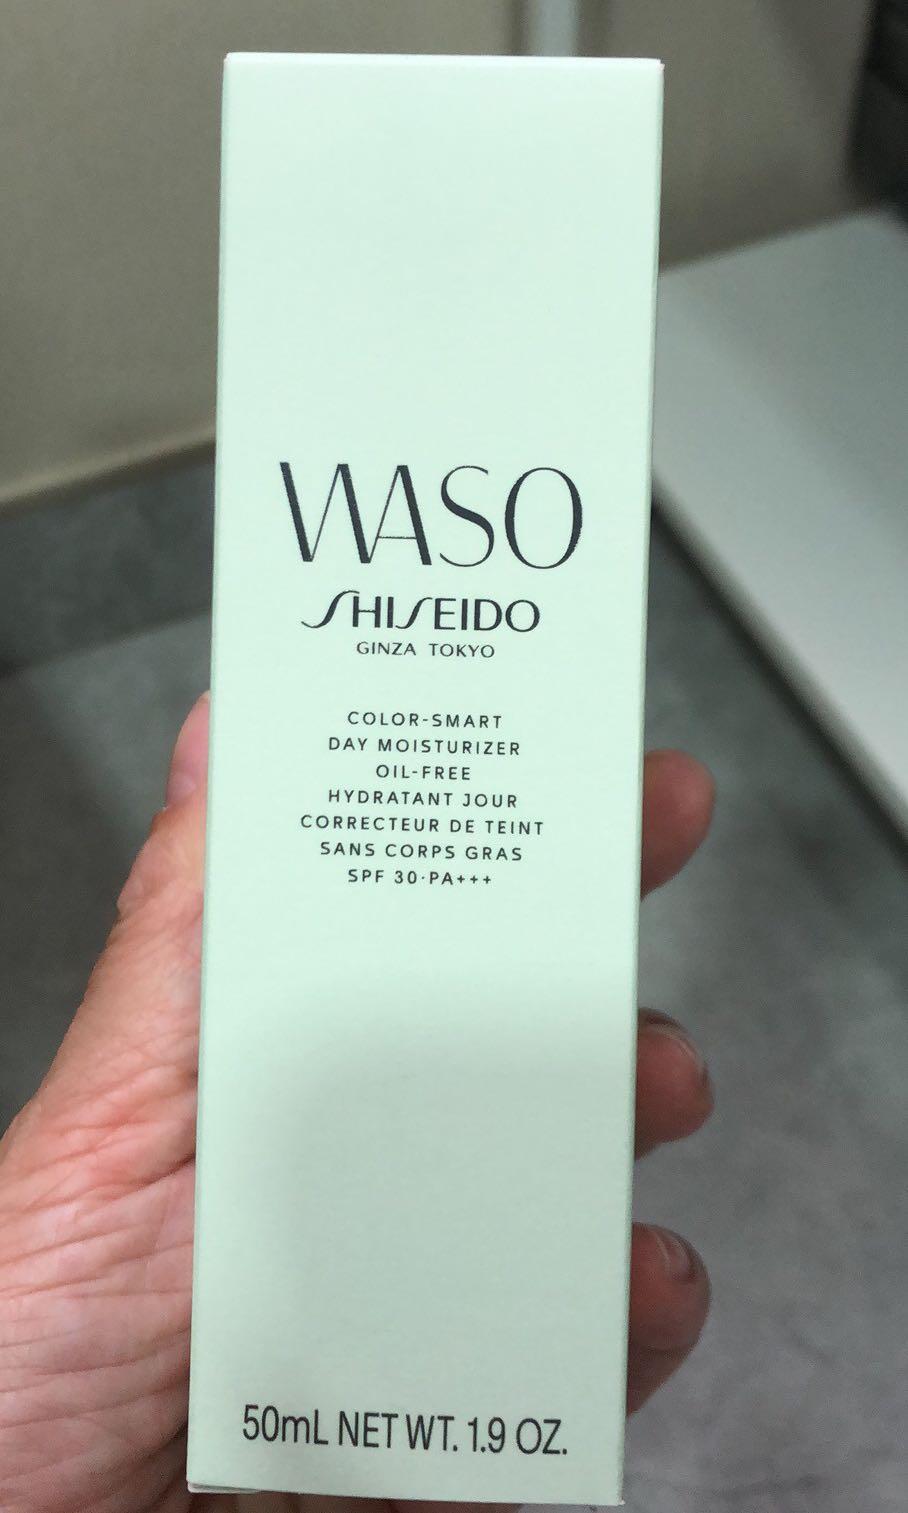 WASO
SHISEIDO
GINZA TOKYO
COLOR-SMART
DAY MOISTURIZER
OIL-FREE
HYDRATANT JOUR
CORRECTEUR DE TEINT
SANS CORPS GRAS
SPF 30·PA+++
50mL NET WT. 1.9 OZ.